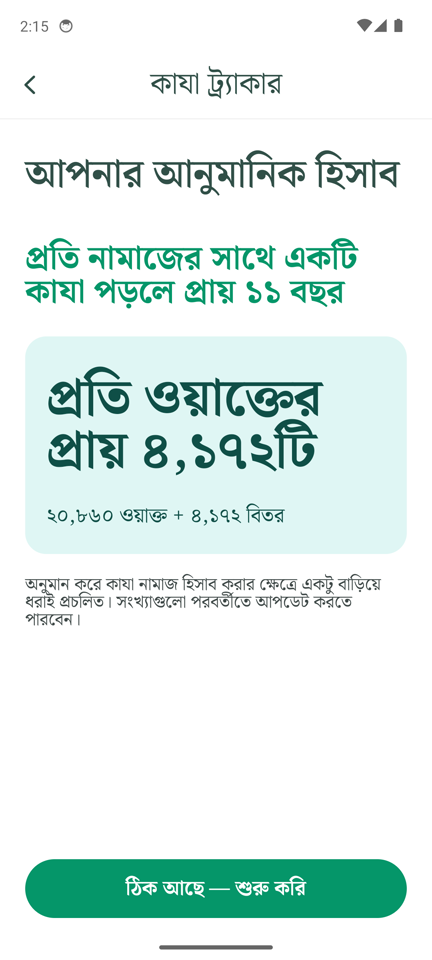 2:15
কাযা ট্র্যাকার
আপনার আনুমানিক হিসাব
প্রতি নামাজের সাথে একটি
কাযা পড়লে প্রায় ১১ বছর
প্রতি ওয়াক্তের
প্রায় ৪,১৭২টি
২০,৮৬০ ওয়াক্ত + ৪,১৭২ বিতর
অনুমান করে কাযা নামাজ হিসাব করার ক্ষেত্রে একটু বাড়িয়ে
ধরাই প্রচলিত। সংখ্যাগুলো পরবর্তীতে আপডেট করতে
পারবেন।
ঠিক আছে — শুরু করি